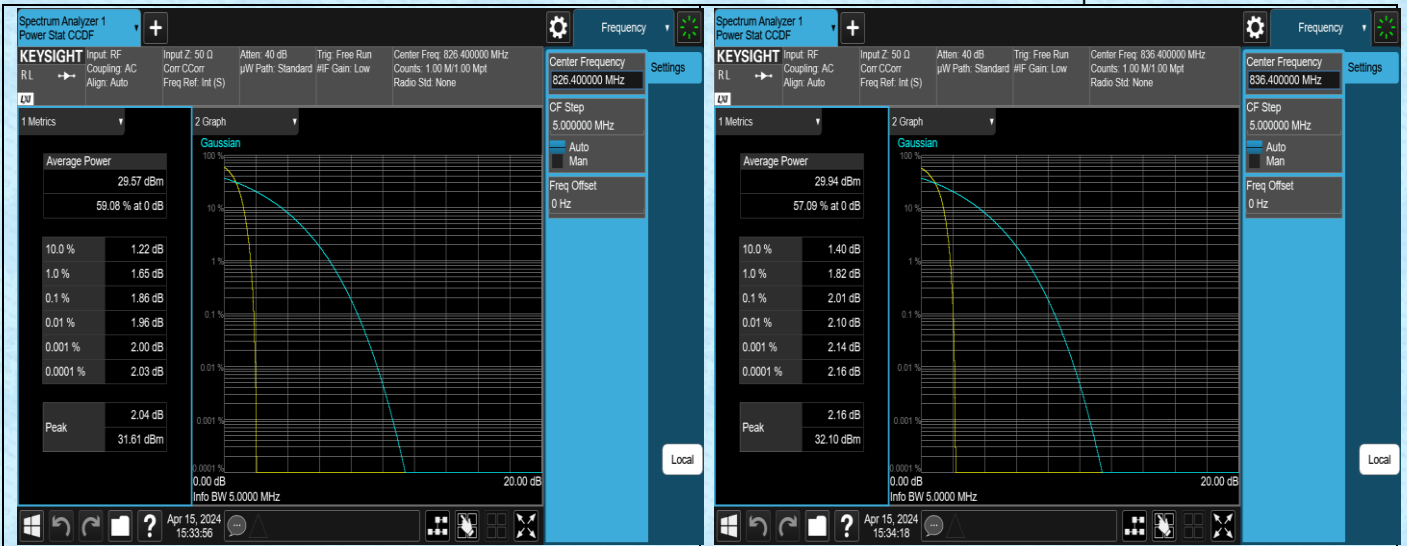 Spectrum Analyzer 1
Power Stat CCDF
+
Frequency
KEYSIGHT Input: RF Input Z: 50 Ω Atten: 40 dB Trig: Free Run Center Freq: 826.400000 MHz
RL Coupling: AC Corr CCorr µW Path: Standard #IF Gain: Low Counts: 1.00 M/1.00 Mpt
Align: Auto Freq Ref: Int (S) Radio Std: None
LXI
Center Frequency
826.400000 MHz
Settings
CF Step
5.000000 MHz
Auto
Man
Freq Offset
0 Hz
1 Metrics
2 Graph
Average Power
29.57 dBm
59.08 % at 0 dB
10.0 % 1.22 dB
1.0 % 1.65 dB
0.1 % 1.86 dB
0.01 % 1.96 dB
0.001 % 2.00 dB
0.0001 % 2.03 dB
Peak
2.04 dB
31.61 dBm
Gaussian
100 %
10 %
1 %
0.1 %
0.01 %
0.001 %
0.0001 %
0.00 dB 20.00 dB
Info BW 5.0000 MHz
Local
?
Apr 15, 2024
15:33:56
Spectrum Analyzer 1
Power Stat CCDF
+
Frequency
KEYSIGHT Input: RF Input Z: 50 Ω Atten: 40 dB Trig: Free Run Center Freq: 836.400000 MHz
RL Coupling: AC Corr CCorr µW Path: Standard #IF Gain: Low Counts: 1.00 M/1.00 Mpt
Align: Auto Freq Ref: Int (S) Radio Std: None
LXI
Center Frequency
836.400000 MHz
Settings
CF Step
5.000000 MHz
Auto
Man
Freq Offset
0 Hz
1 Metrics
2 Graph
Average Power
29.94 dBm
57.09 % at 0 dB
10.0 % 1.40 dB
1.0 % 1.82 dB
0.1 % 2.01 dB
0.01 % 2.10 dB
0.001 % 2.14 dB
0.0001 % 2.16 dB
Peak
2.16 dB
32.10 dBm
Gaussian
100 %
10 %
1 %
0.1 %
0.01 %
0.001 %
0.0001 %
0.00 dB 20.00 dB
Info BW 5.0000 MHz
Local
?
Apr 15, 2024
15:34:18